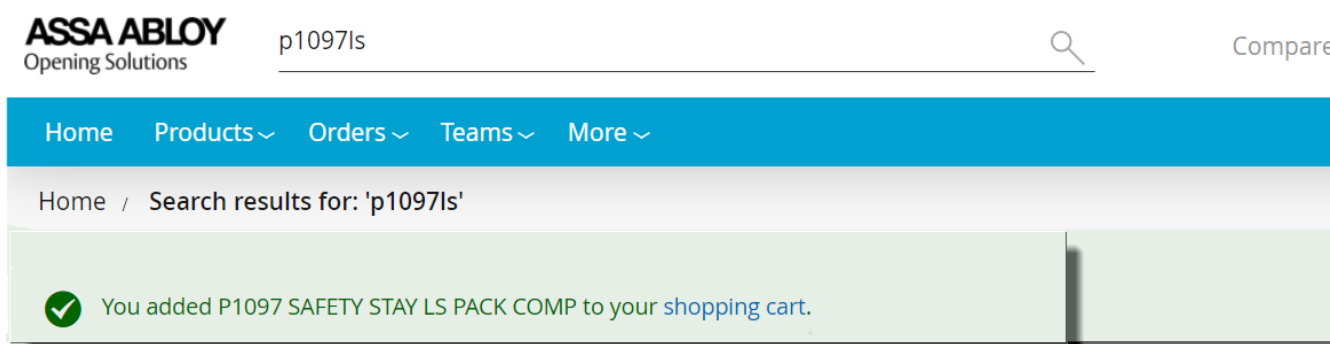 ASSA ABLOY
Opening Solutions
p1097ls
Compare
Home Products Orders Teams More
Home / Search results for: 'p1097ls'
You added P1097 SAFETY STAY LS PACK COMP to your shopping cart.